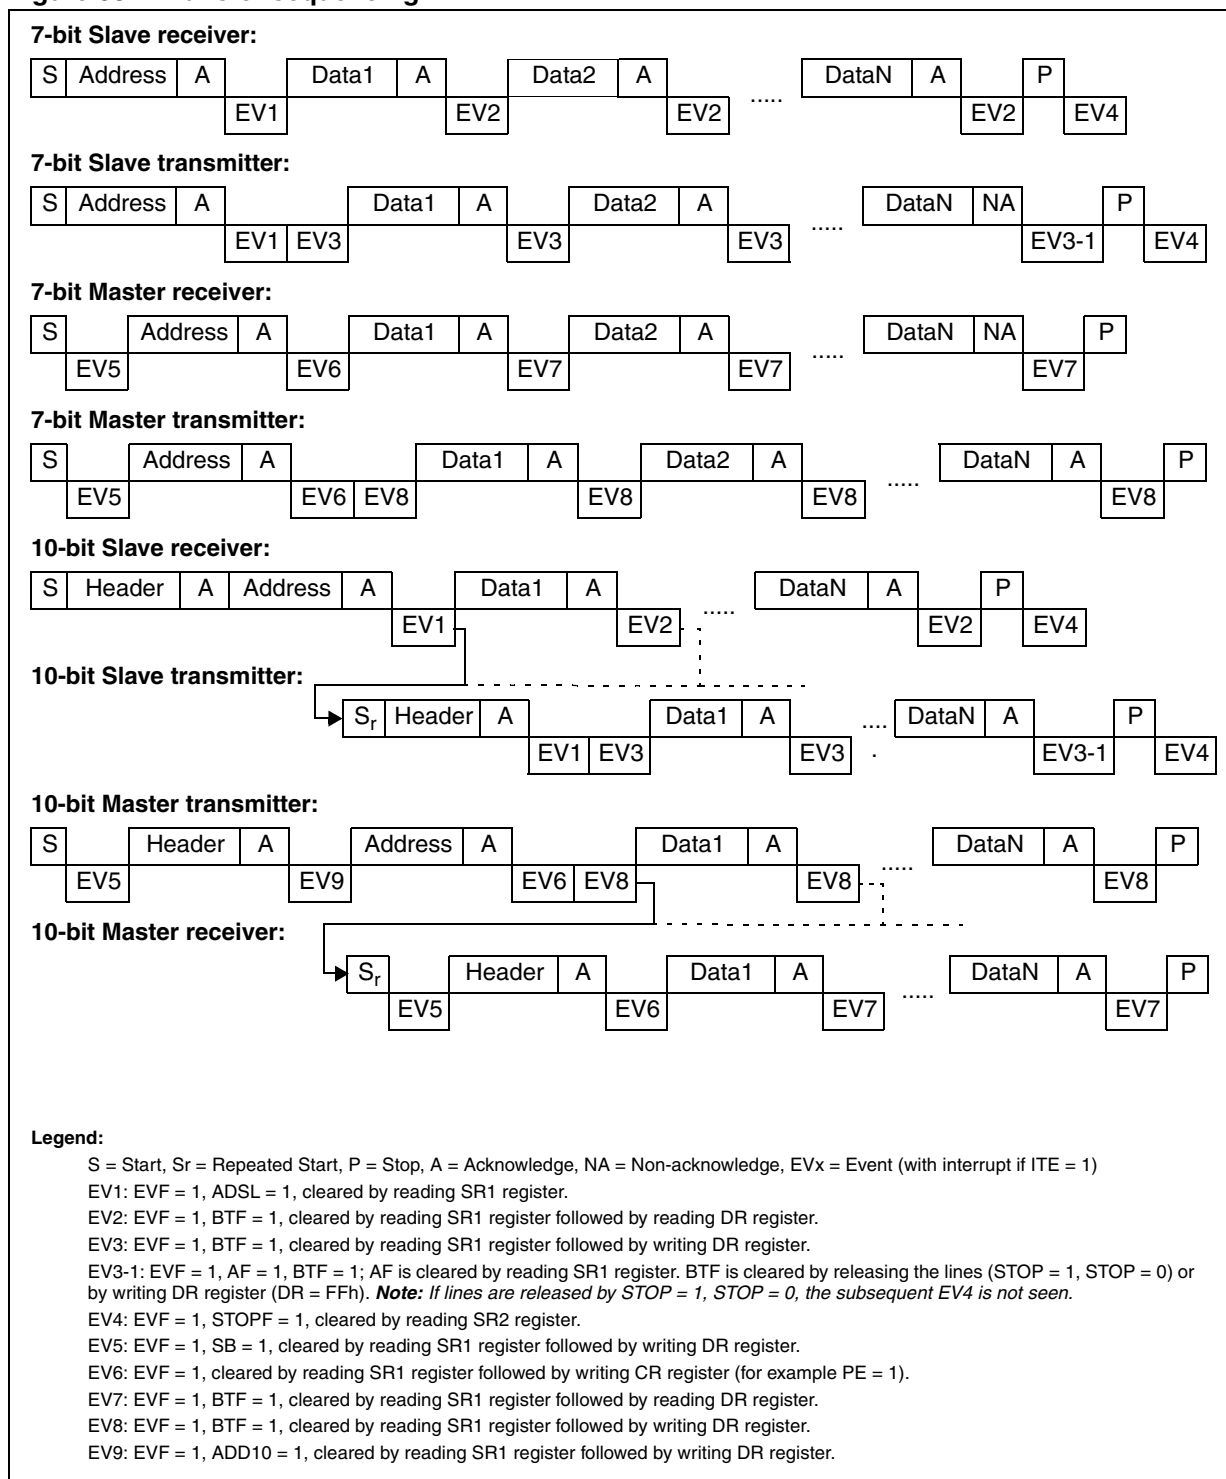 7-bit Slave receiver:
S Address A Data1 A Data2 A ..... DataN A P
EV1 EV2 EV2 EV2 EV4
7-bit Slave transmitter:
S Address A Data1 A Data2 A ..... DataN NA P
EV1 EV3 EV3 EV3 EV3-1 EV4
7-bit Master receiver:
S Address A Data1 A Data2 A ..... DataN NA P
EV5 EV6 EV7 EV7 EV7
7-bit Master transmitter:
S Address A Data1 A Data2 A ..... DataN A P
EV5 EV6 EV8 EV8 EV8 EV8
10-bit Slave receiver:
S Header A Address A Data1 A ..... DataN A P
EV1 EV2 EV2 EV4
10-bit Slave transmitter:
Sr Header A Data1 A .... DataN A P
EV1 EV3 EV3 . EV3-1 EV4
10-bit Master transmitter:
S Header A Address A Data1 A ..... DataN A P
EV5 EV9 EV6 EV8 EV8 EV8
10-bit Master receiver:
Sr Header A Data1 A ..... DataN A P
EV5 EV6 EV7 EV7
Legend:
S = Start, Sr = Repeated Start, P = Stop, A = Acknowledge, NA = Non-acknowledge, EVx = Event (with interrupt if ITE = 1)
EV1: EVF = 1, ADSL = 1, cleared by reading SR1 register.
EV2: EVF = 1, BTF = 1, cleared by reading SR1 register followed by reading DR register.
EV3: EVF = 1, BTF = 1, cleared by reading SR1 register followed by writing DR register.
EV3-1: EVF = 1, AF = 1, BTF = 1; AF is cleared by reading SR1 register. BTF is cleared by releasing the lines (STOP = 1, STOP = 0) or
by writing DR register (DR = FFh). Note: If lines are released by STOP = 1, STOP = 0, the subsequent EV4 is not seen.
EV4: EVF = 1, STOPF = 1, cleared by reading SR2 register.
EV5: EVF = 1, SB = 1, cleared by reading SR1 register followed by writing DR register.
EV6: EVF = 1, cleared by reading SR1 register followed by writing CR register (for example PE = 1).
EV7: EVF = 1, BTF = 1, cleared by reading SR1 register followed by reading DR register.
EV8: EVF = 1, BTF = 1, cleared by reading SR1 register followed by writing DR register.
EV9: EVF = 1, ADD10 = 1, cleared by reading SR1 register followed by writing DR register.